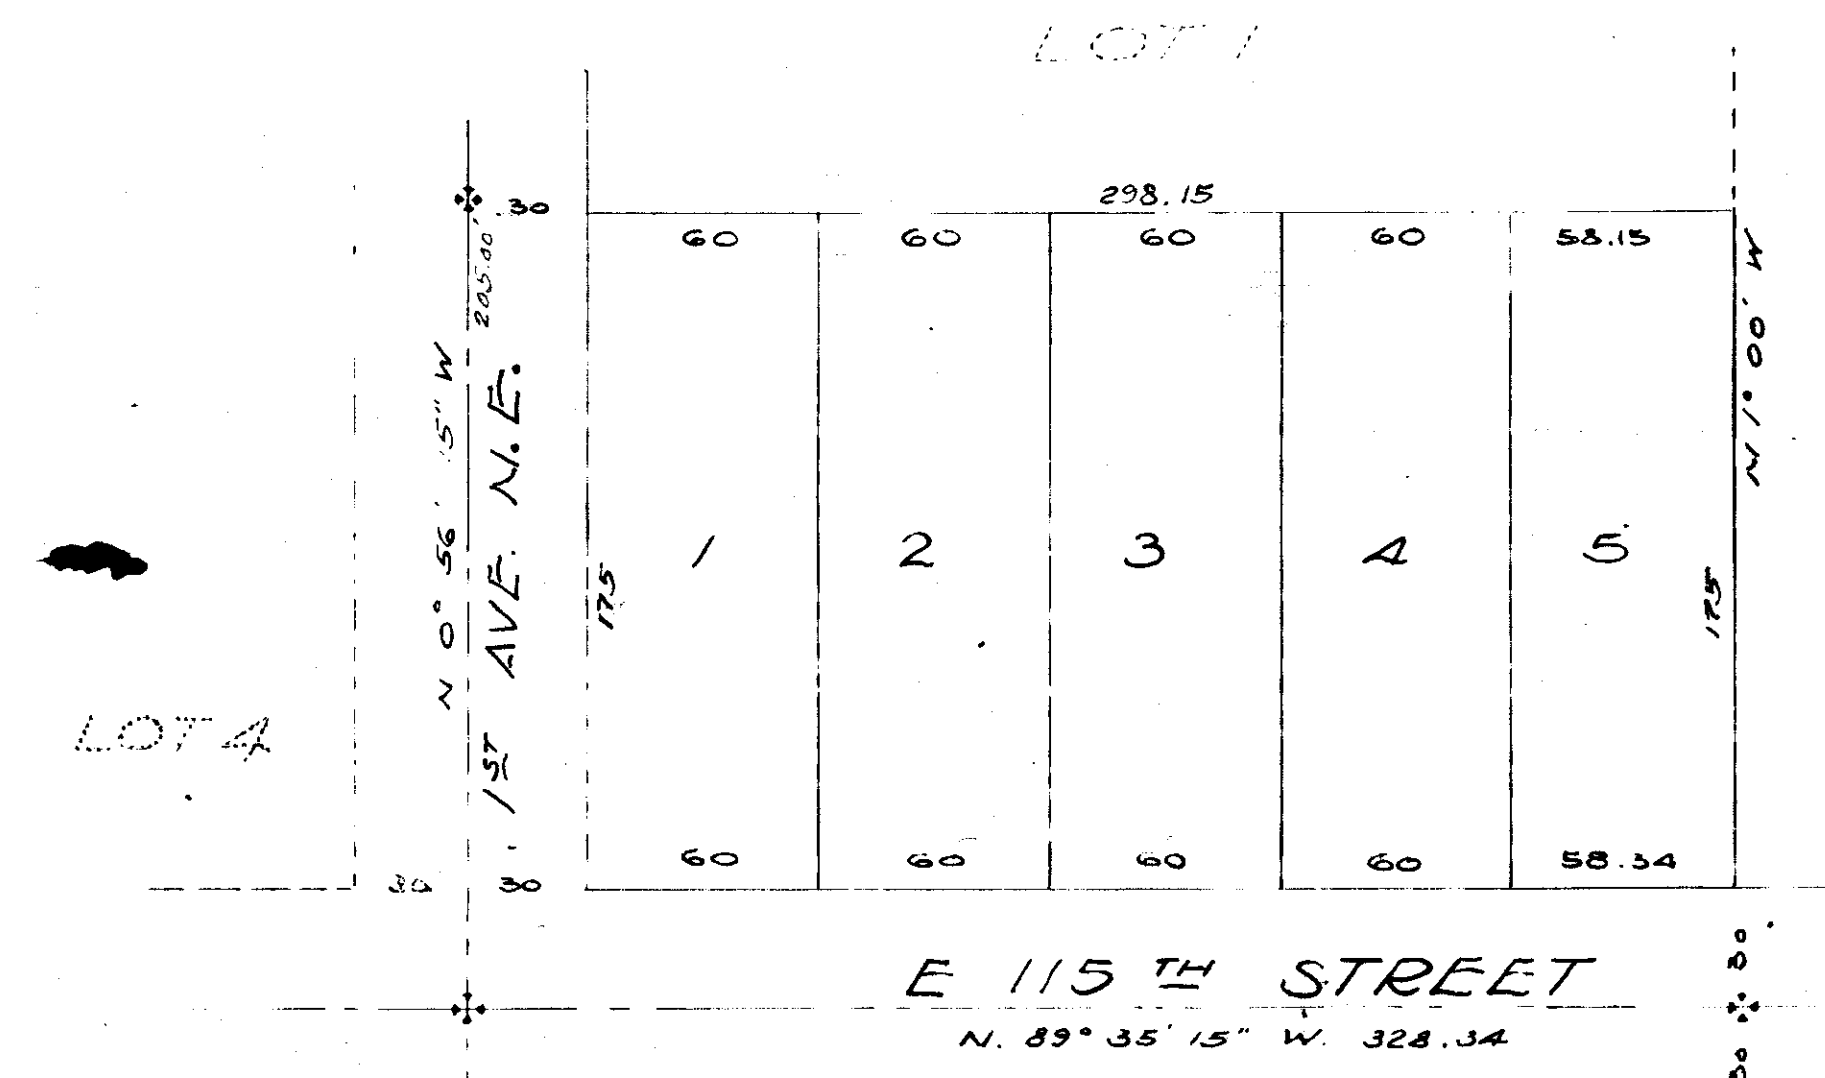 LOT 1
298.15
30
60 60 60 60 58.15
205.00'
N 0° 56' 15" W
1ST AVE. N.E.
N 1° 00' W
175
1 2 3 4 5
175
LOT 4
60 60 60 60 58.34
30 30
E 115TH STREET
30
N. 89° 35' 15" W. 328.34
30